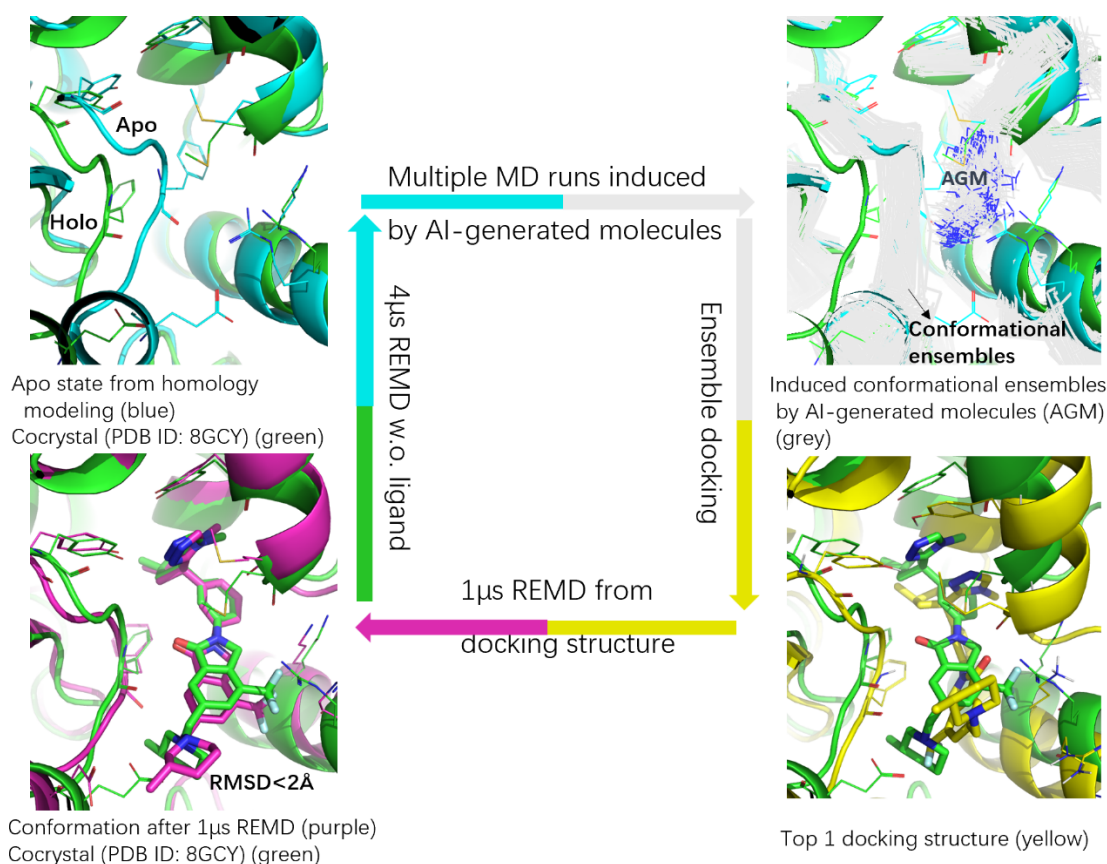 Apo
Holo
Apo state from homology
modeling (blue)
Cocrystal (PDB ID: 8GCY) (green)
Multiple MD runs induced
by AI-generated molecules
AGM
Conformational
ensembles
Induced conformational ensembles
by AI-generated molecules (AGM)
(grey)
4μs REMD w.o. ligand
Ensemble docking
1μs REMD from
docking structure
RMSD<2Å
Conformation after 1μs REMD (purple)
Cocrystal (PDB ID: 8GCY) (green)
Top 1 docking structure (yellow)